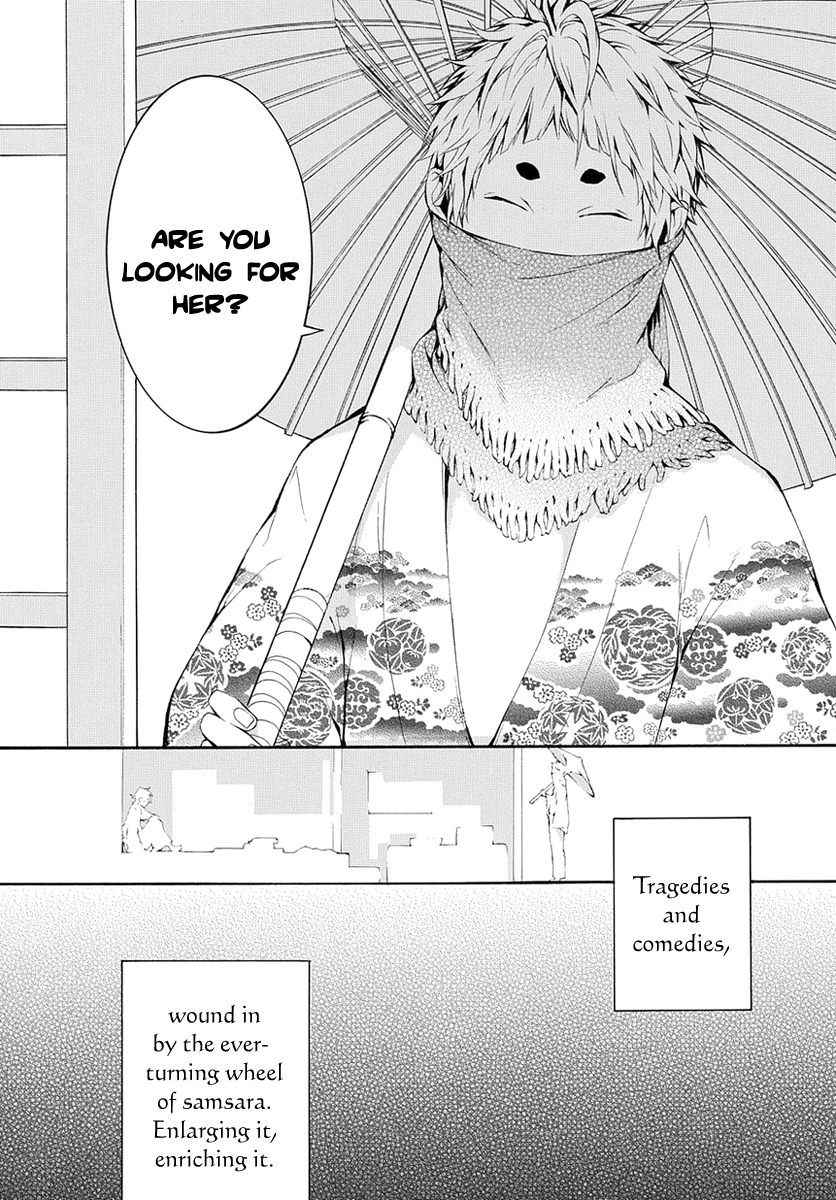 ARE YOU
LOOKING FOR
HER?
Tragedies
and
comedies,
wound in
by the ever-
turning wheel
of samsara.
Enlarging it,
enriching it.